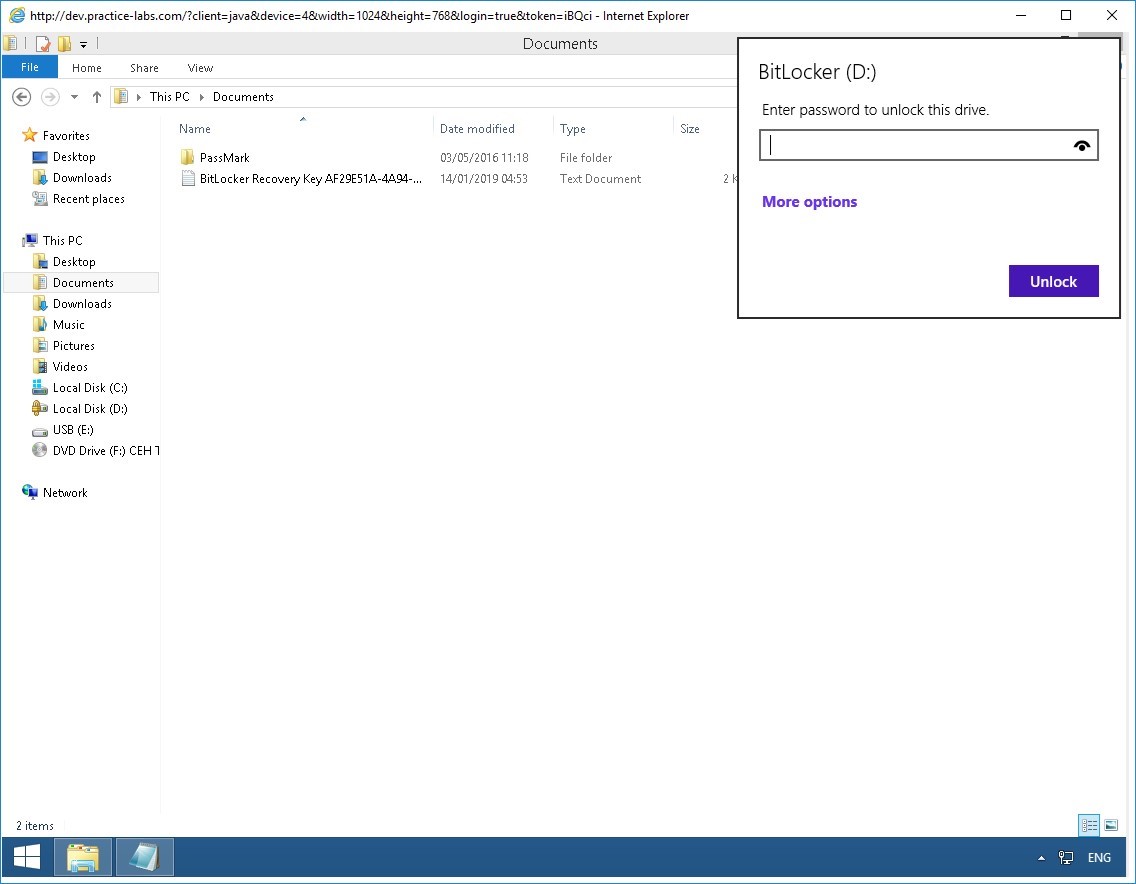 http://dev.practice-labs.com/?client=java&device=4&width=1024&height=768&login=true&token=iBQci - Internet Explorer
Documents
File Home Share View
This PC Documents
BitLocker (D:)
Enter password to unlock this drive.
More options
Unlock
Name Date modified Type Size
PassMark 03/05/2016 11:18 File folder
BitLocker Recovery Key AF29E51A-4A94-... 14/01/2019 04:53 Text Document 2 K
Favorites
Desktop
Downloads
Recent places
This PC
Desktop
Documents
Downloads
Music
Pictures
Videos
Local Disk (C:)
Local Disk (D:)
USB (E:)
DVD Drive (F:) CEH T
Network
2 items
ENG